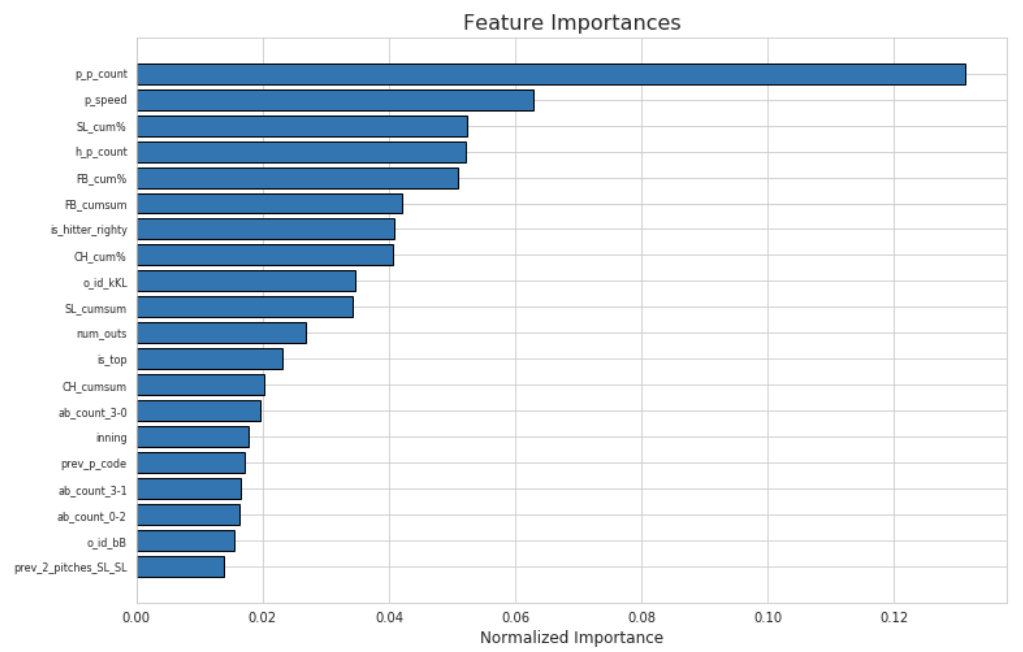 Feature Importances
p_p_count
p_speed
SL_cum%
h_p_count
FB_cum%
FB_cumsum
is_hitter_righty
CH_cum%
o_id_kKL
SL_cumsum
num_outs
is_top
CH_cumsum
ab_count_3-0
inning
prev_p_code
ab_count_3-1
ab_count_0-2
o_id_bB
prev_2_pitches_SL_SL
0.00 0.02 0.04 0.06 0.08 0.10 0.12
Normalized Importance